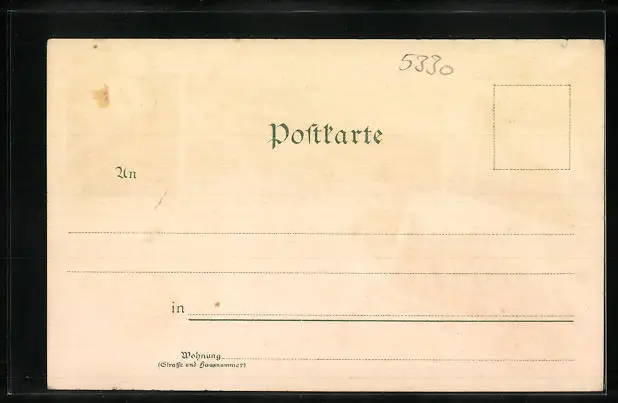 5330
Postkarte
An
in
Wohnung
(Straße und Hausnummer)